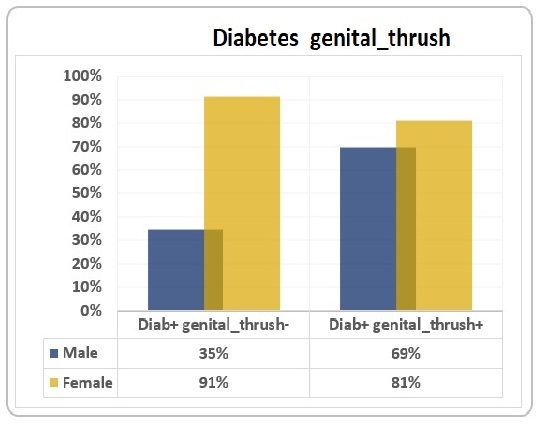 Diabetes genital_thrush
100%
90%
80%
70%
60%
50%
40%
30%
20%
10%
0%
Diab+ genital_thrush- Diab+ genital_thrush+
Male 35% 69%
Female 91% 81%